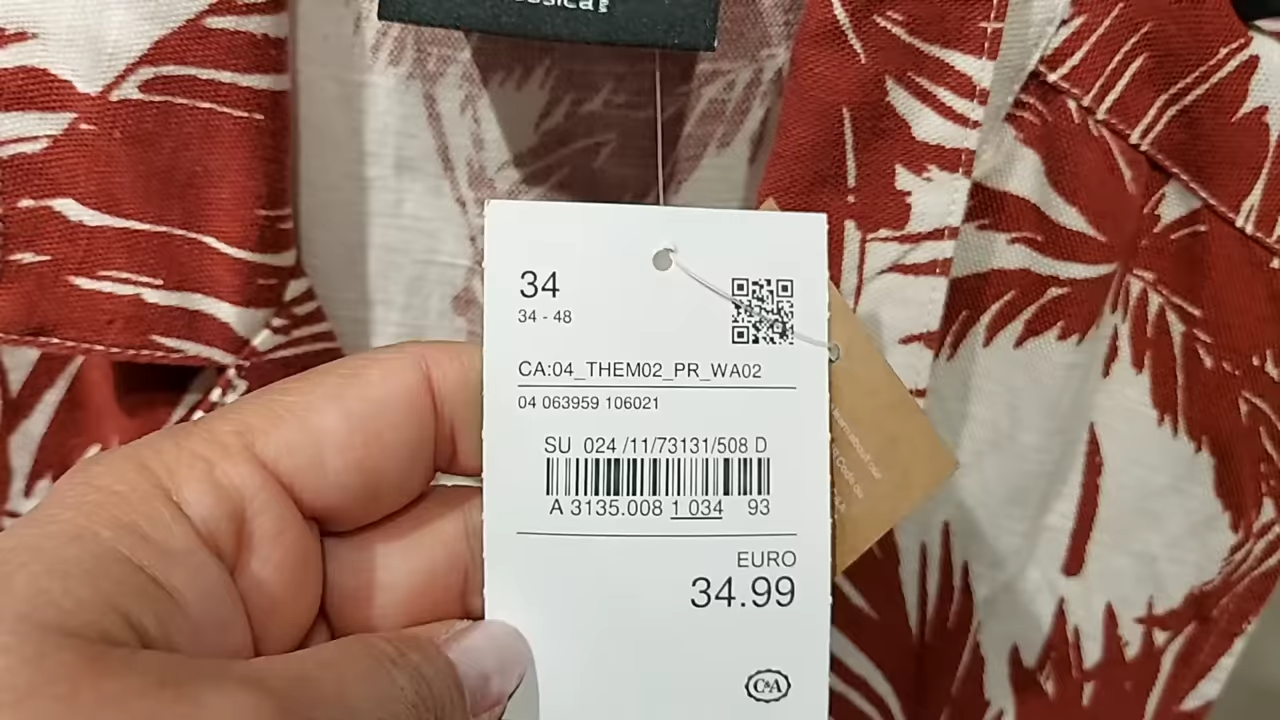 34
34 - 48
CA:04_THEM02_PR_WA02
04 063959 106021
SU 024 /11/73131/508 D
A 3135.008 1 034 93
EURO
34.99
C&A